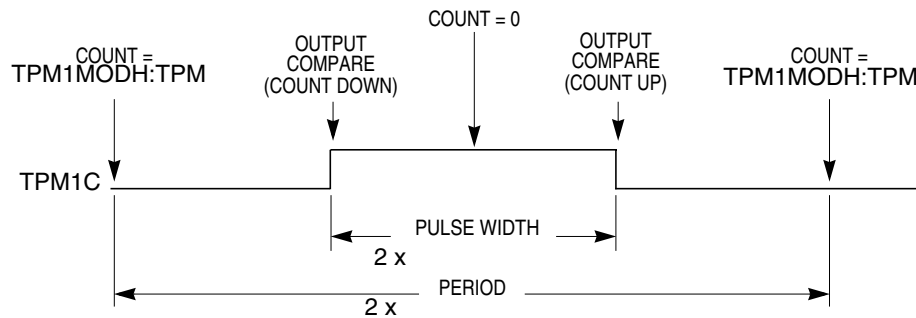 COUNT = 0
COUNT =
TPM1MODH:TPM
OUTPUT
COMPARE
(COUNT DOWN)
OUTPUT
COMPARE
(COUNT UP)
COUNT =
TPM1MODH:TPM
TPM1C
PULSE WIDTH
2 x
PERIOD
2 x